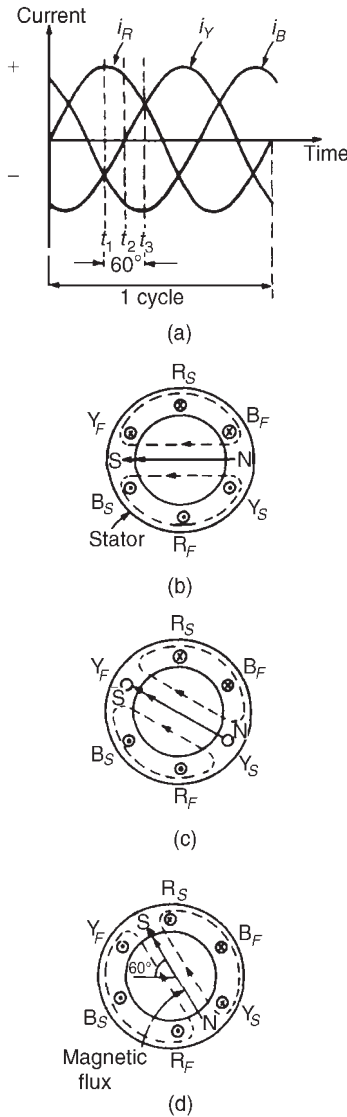 Current
i_R i_Y i_B
+
Time
−
t_1 t_2 t_3
60°
1 cycle
(a)
R_S
Y_F B_F
S N
B_S Y_S
Stator R_F
(b)
R_S
Y_F B_F
S
N
B_S Y_S
R_F
(c)
R_S
Y_F S B_F
60°
B_S N Y_S
Magnetic R_F
flux
(d)